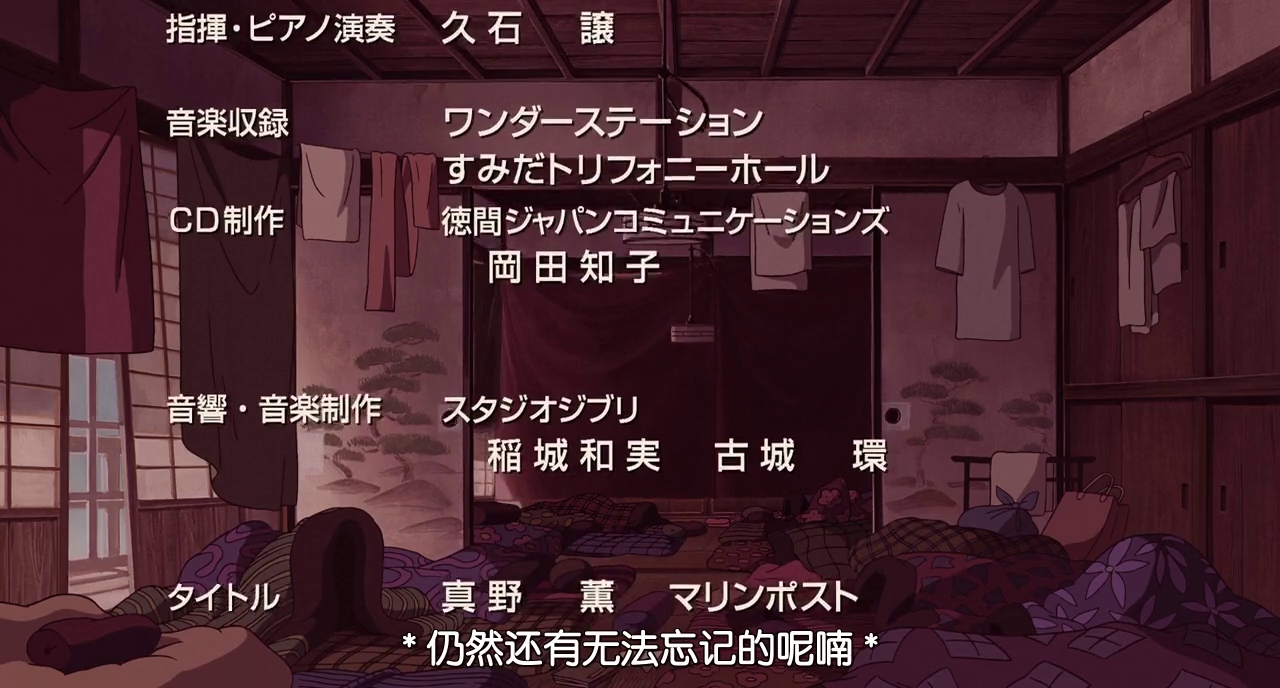 指揮・ピアノ演奏　久石　譲
音楽収録　ワンダーステーション
すみだトリフォニーホール
CD制作　徳間ジャパンコミュニケーションズ
岡田知子
音響・音楽制作　スタジオジブリ
稲城和実　古城　環
タイトル　真野　薫　マリンポスト
*仍然还有无法忘记的呢喃*